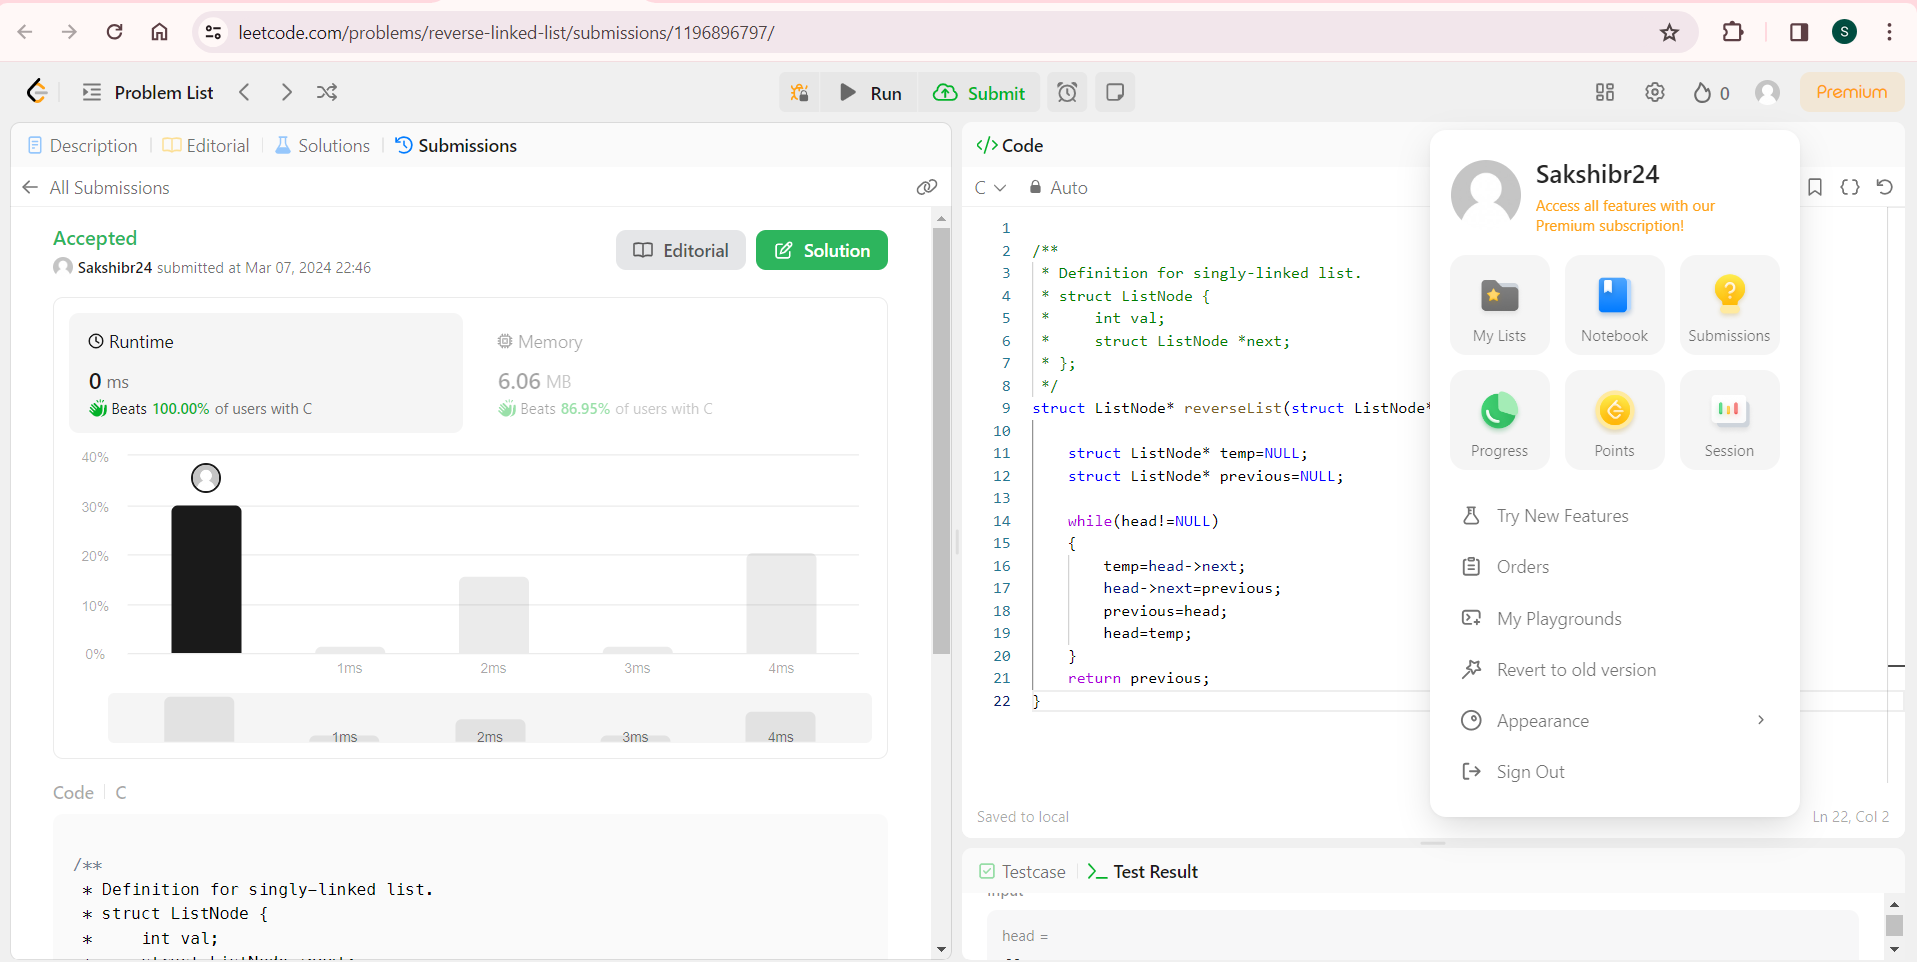 leetcode.com/problems/reverse-linked-list/submissions/1196896797/
S
Problem List
Run
Submit
0
Premium
Description
Editorial
Solutions
Submissions
All Submissions
Accepted
Sakshibr24 submitted at Mar 07, 2024 22:46
Editorial
Solution
Runtime
0 ms
Beats 100.00% of users with C
Memory
6.06 MB
Beats 86.95% of users with C
40%
30%
20%
10%
0%
1ms 2ms 3ms 4ms
1ms 2ms 3ms 4ms
Code C
/**
* Definition for singly-linked list.
* struct ListNode {
* int val;
</> Code
C Auto
1
2 /**
3 * Definition for singly-linked list.
4 * struct ListNode {
5 * int val;
6 * struct ListNode *next;
7 * };
8 */
9 struct ListNode* reverseList(struct ListNode*
10
11 struct ListNode* temp=NULL;
12 struct ListNode* previous=NULL;
13
14 while(head!=NULL)
15 {
16 temp=head->next;
17 head->next=previous;
18 previous=head;
19 head=temp;
20 }
21 return previous;
22 }
Saved to local
Ln 22, Col 2
Sakshibr24
Access all features with our
Premium subscription!
My Lists
Notebook
Submissions
Progress
Points
Session
Try New Features
Orders
My Playgrounds
Revert to old version
Appearance
Sign Out
Testcase
Test Result
head =